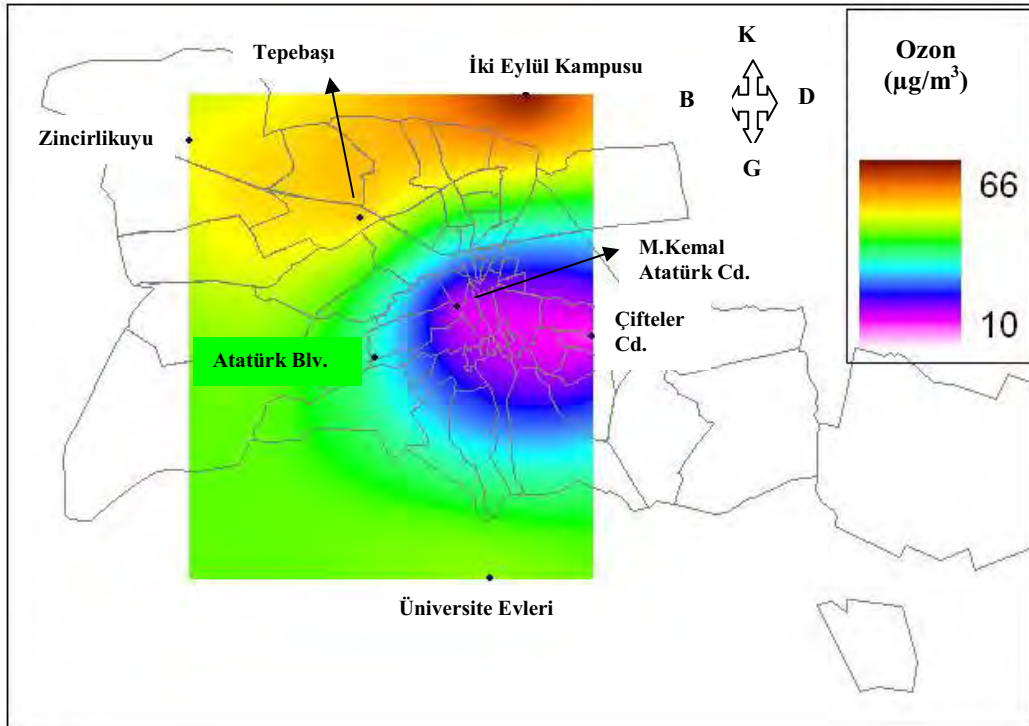 Tepebaşı
İki Eylül Kampusu
K
Ozon
(µg/m³)
B
D
Zincirlikuyu
G
66
M.Kemal
Atatürk Cd.
Çifteler
Cd.
10
Atatürk Blv.
Üniversite Evleri